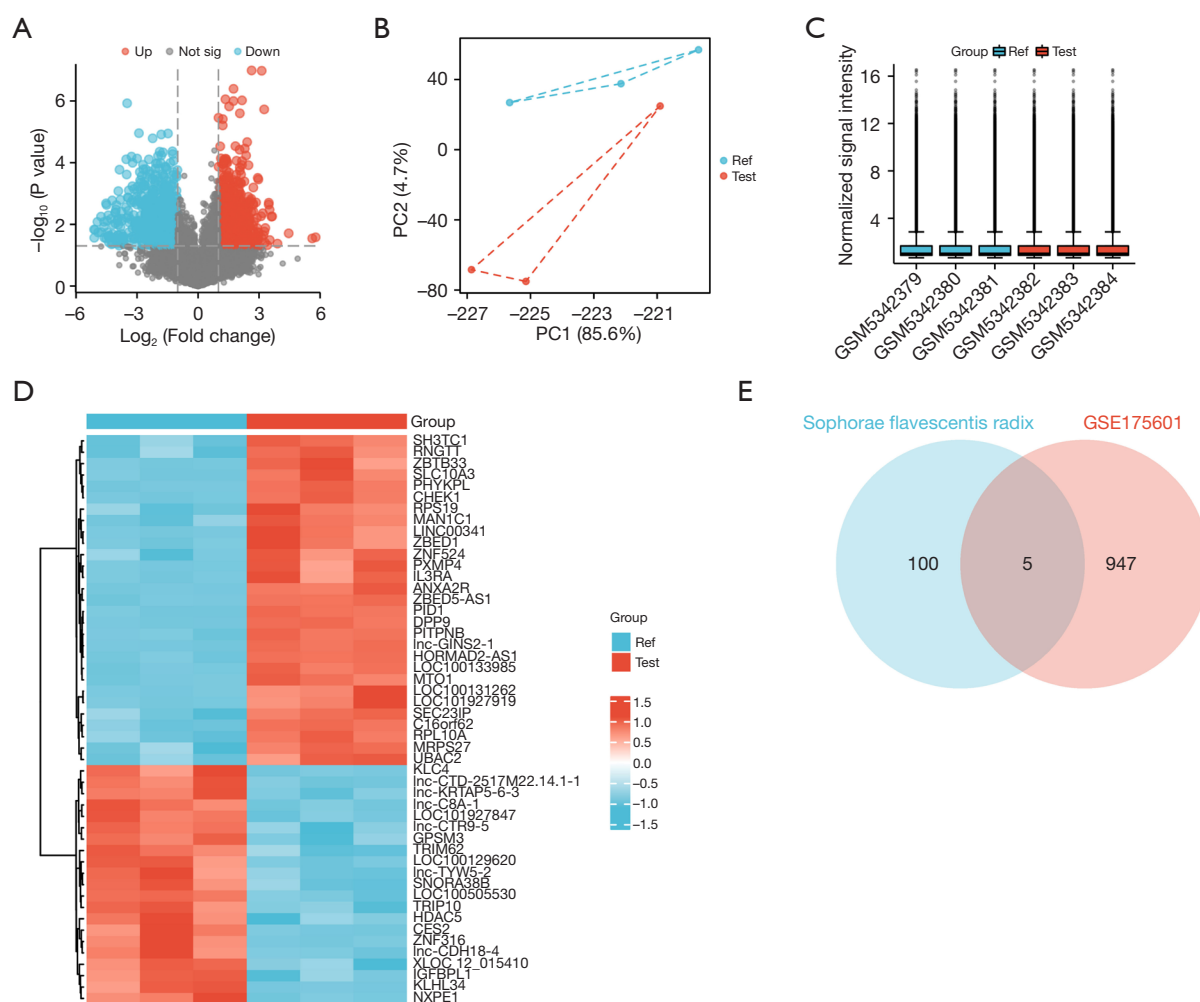 A
Up Not sig Down
−log₁₀ (P value)
6
4
2
0
−6 −3 0 3 6
Log₂ (Fold change)
B
PC2 (4.7%)
40
0
−40
−80
−227 −225 −223 −221
PC1 (85.6%)
Ref
Test
C
Group Ref Test
Normalized signal intensity
16
12
8
4
GSM5342379
GSM5342380
GSM5342381
GSM5342382
GSM5342383
GSM5342384
D
Group
SH3TC1
RNGTT
ZBTB33
SLC10A3
PHYKPL
CHEK1
RPS19
MAN1C1
LINC00341
ZBED1
ZNF524
PXMP4
IL3RA
ANXA2R
ZBED5-AS1
PID1
DPP9
PITPNB
lnc-GINS2-1
HORMAD2-AS1
LOC100133985
MTO1
LOC100131262
LOC101927919
SEC23IP
C16orf62
RPL10A
MRPS27
UBAC2
KLC4
lnc-CTD-2517M22.14.1-1
lnc-KRTAP5-6-3
lnc-C8A-1
LOC101927847
lnc-CTR9-5
GPSM3
TRIM62
LOC100129620
lnc-TYW5-2
SNORA38B
LOC100505530
TRIP10
HDAC5
CES2
ZNF316
lnc-CDH18-4
XLOC 12_015410
IGFBPL1
KLHL34
NXPE1
Group
Ref
Test
1.5
1.0
0.5
0.0
−0.5
−1.0
−1.5
E
Sophorae flavescentis radix GSE175601
100 5 947